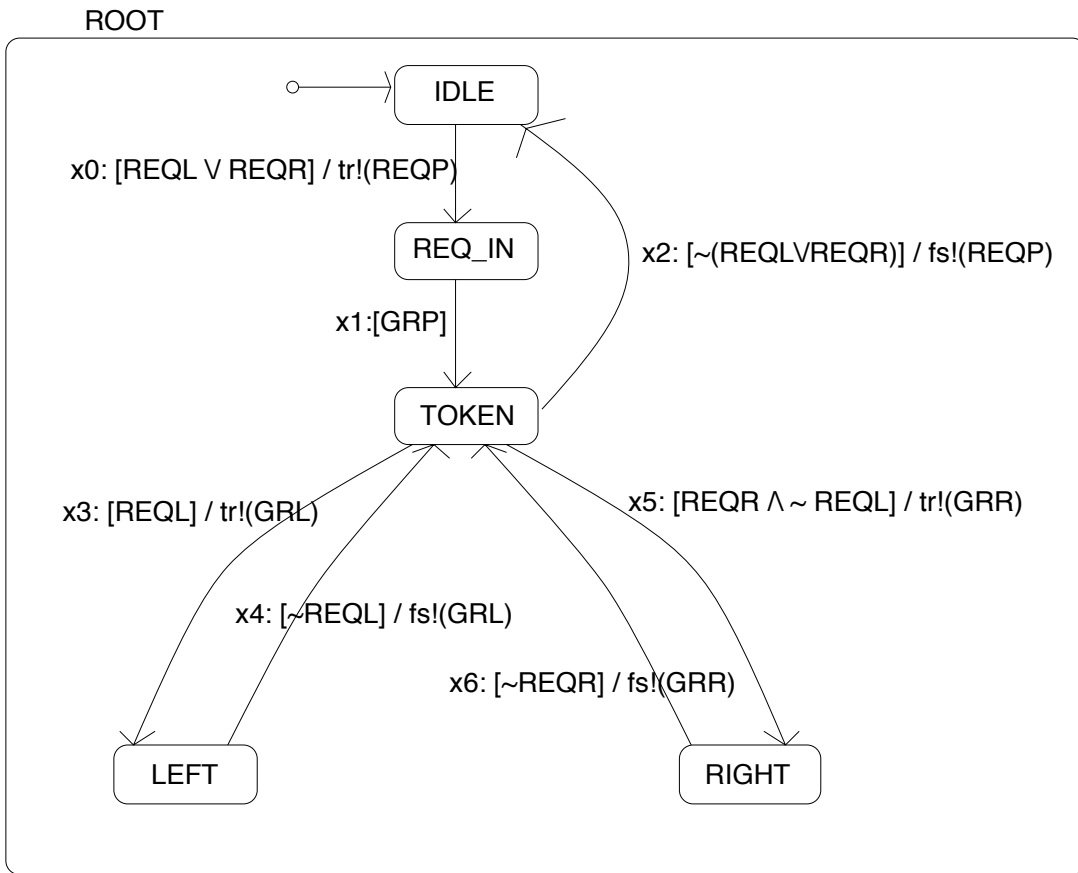 ROOT
IDLE
x0: [REQL \/ REQR] / tr!(REQP)
REQ_IN
x2: [~(REQL\/REQR)] / fs!(REQP)
x1:[GRP]
TOKEN
x3: [REQL] / tr!(GRL)
x5: [REQR /\ ~ REQL] / tr!(GRR)
x4: [~REQL] / fs!(GRL)
x6: [~REQR] / fs!(GRR)
LEFT
RIGHT